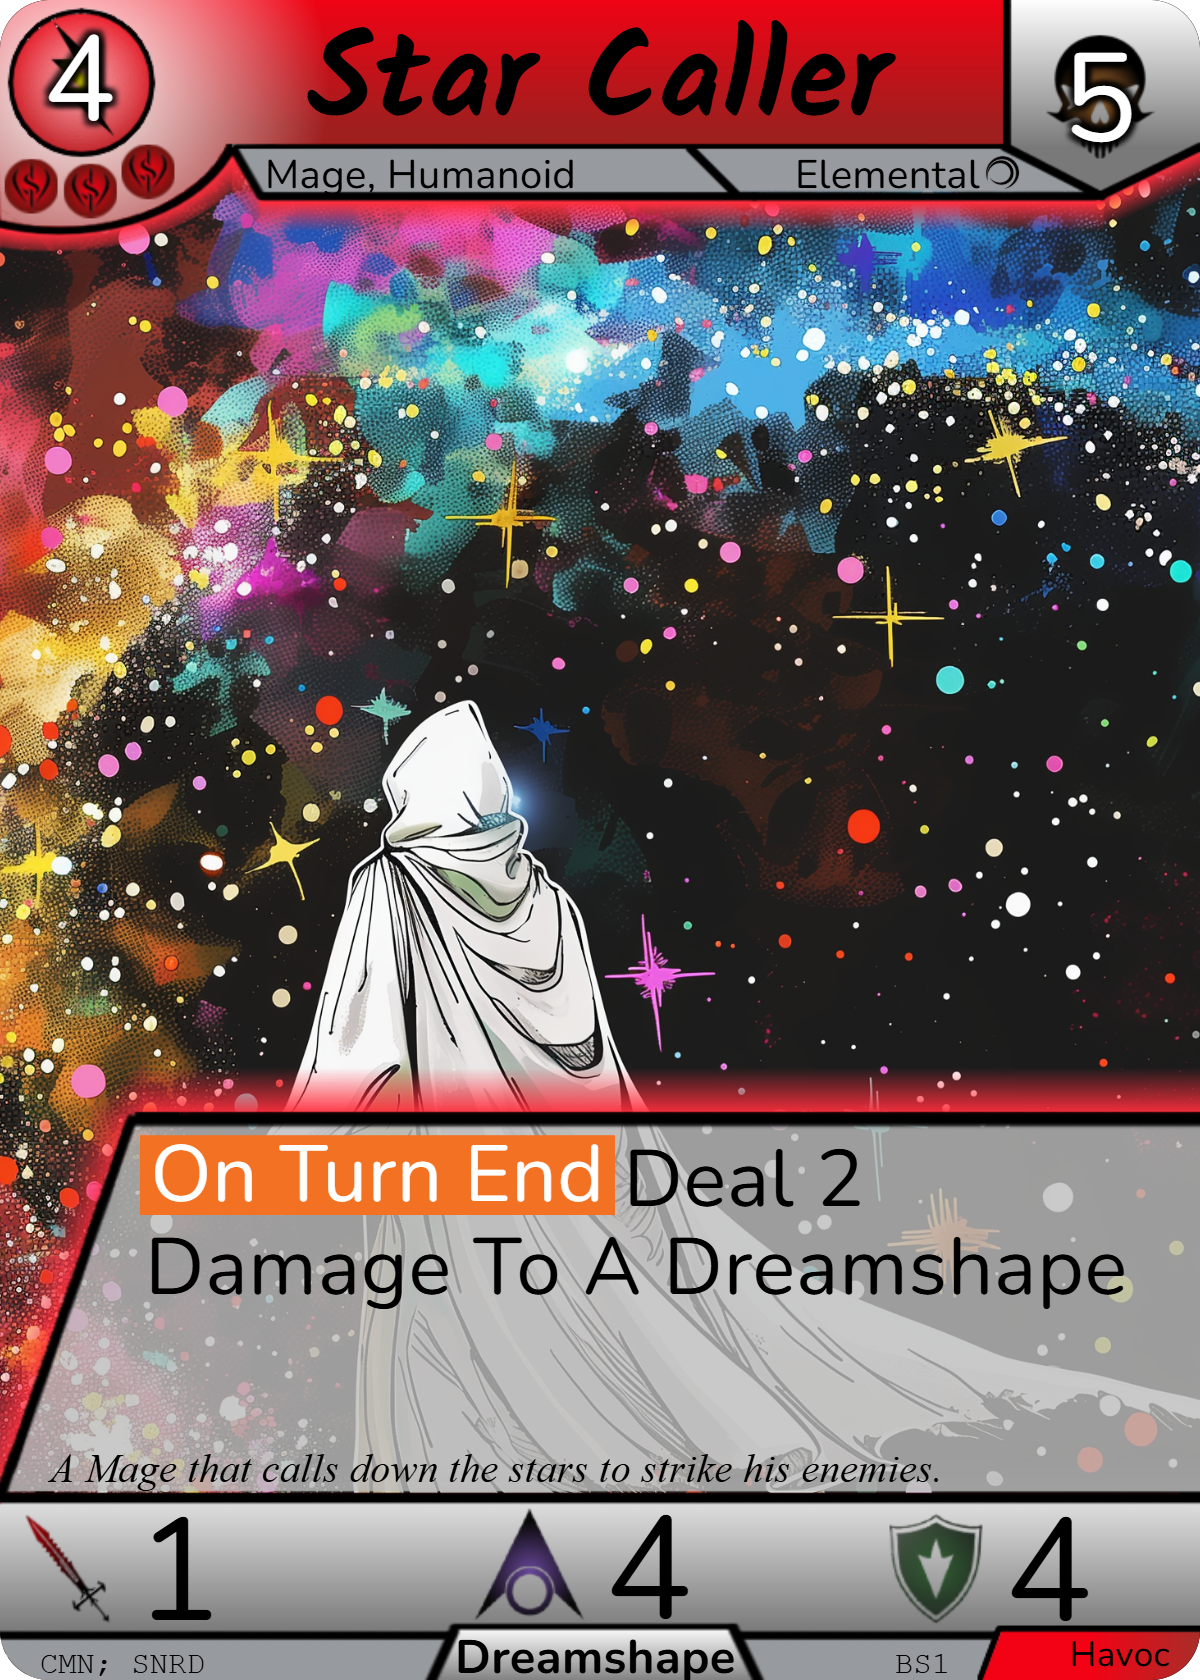 4
Star Caller
5
Mage, Humanoid
Elemental
On Turn End Deal 2
Damage To A Dreamshape
A Mage that calls down the stars to strike his enemies.
1
4
4
CMN; SNRD
Dreamshape
BS1
Havoc